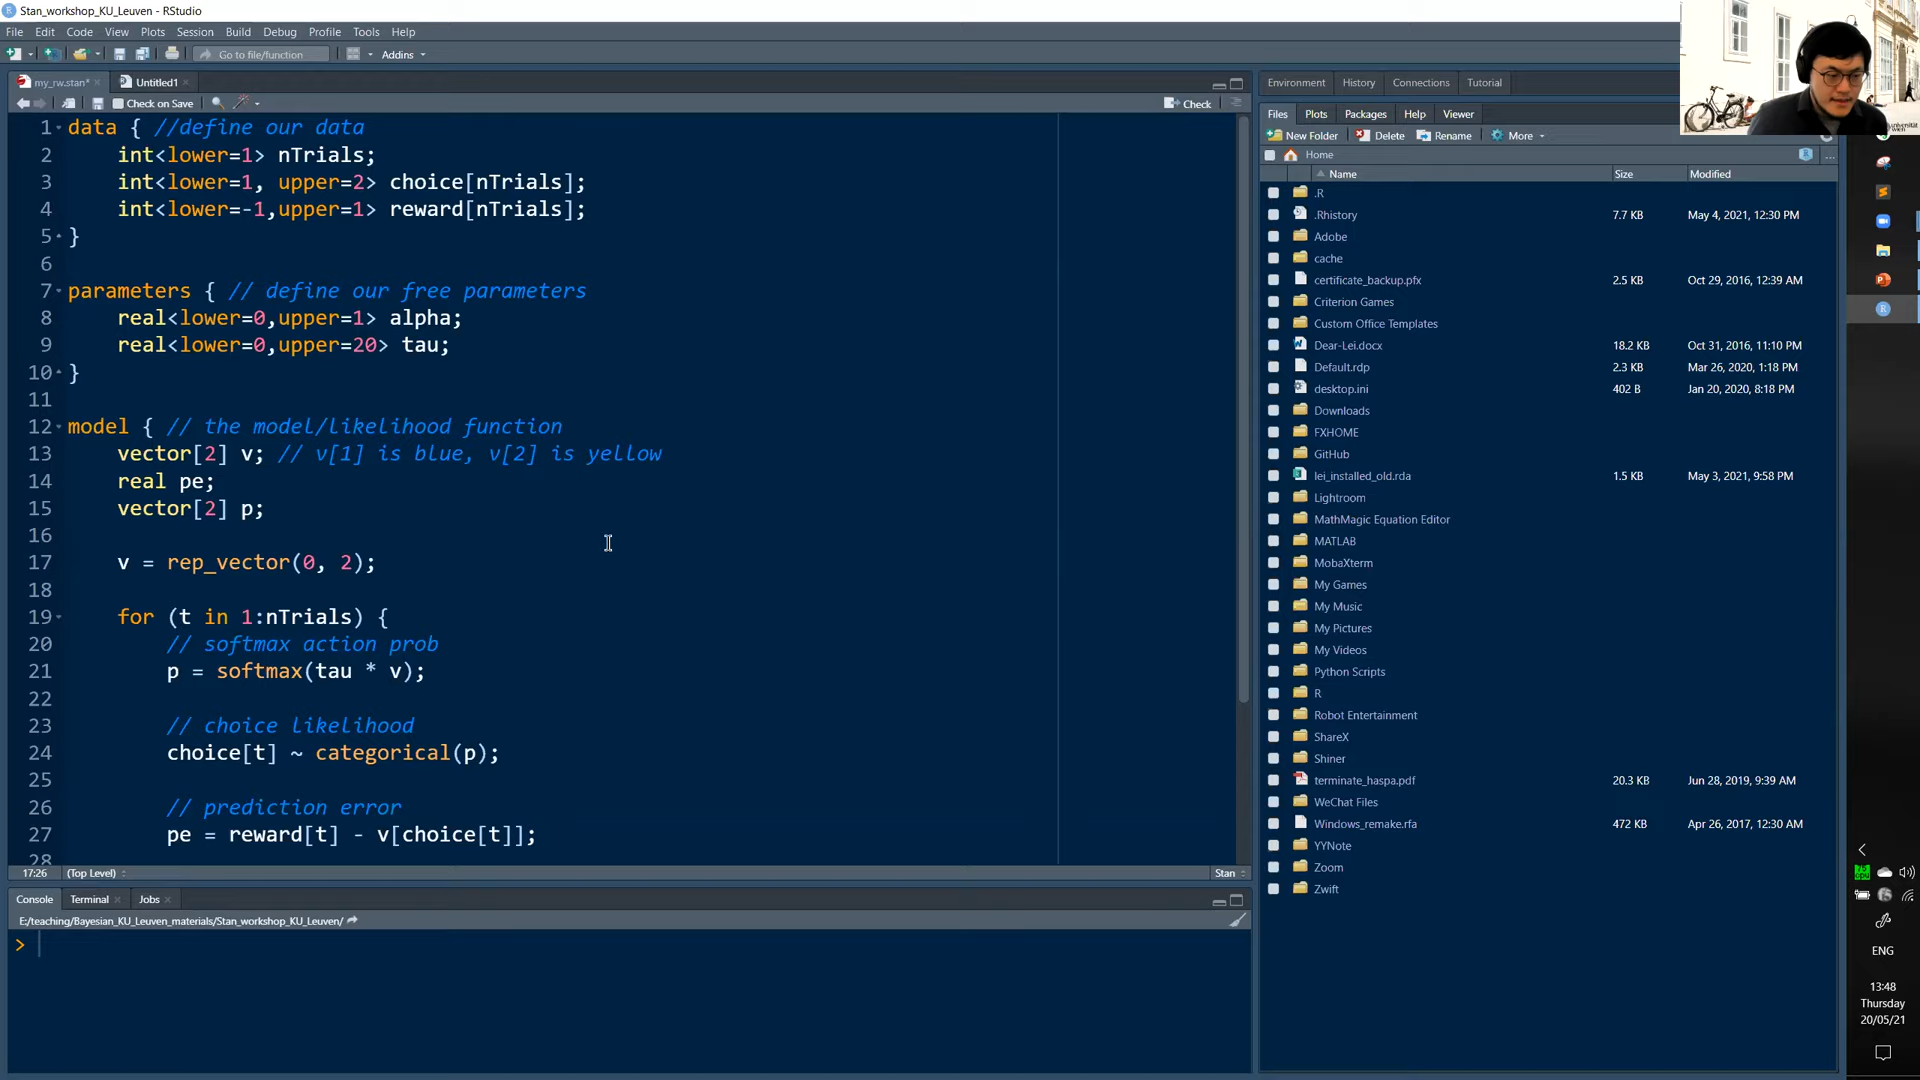 Stan_workshop_KU_Leuven - RStudio
File Edit Code View Plots Session Build Debug Profile Tools Help
Go to file/function Addins
my_rw.stan* Untitled1
Check on Save Check
1 data { //define our data
2 int<lower=1> nTrials;
3 int<lower=1, upper=2> choice[nTrials];
4 int<lower=-1,upper=1> reward[nTrials];
5 }
6
7 parameters { // define our free parameters
8 real<lower=0,upper=1> alpha;
9 real<lower=0,upper=20> tau;
10 }
11
12 model { // the model/likelihood function
13 vector[2] v; // v[1] is blue, v[2] is yellow
14 real pe;
15 vector[2] p;
16
17 v = rep_vector(0, 2);
18
19 for (t in 1:nTrials) {
20 // softmax action prob
21 p = softmax(tau * v);
22
23 // choice likelihood
24 choice[t] ~ categorical(p);
25
26 // prediction error
27 pe = reward[t] - v[choice[t]];
28
17:26 (Top Level) Stan
Console Terminal Jobs
E:/teaching/Bayesian_KU_Leuven_materials/Stan_workshop_KU_Leuven/
>
Environment History Connections Tutorial
Files Plots Packages Help Viewer
New Folder Delete Rename More
Home
Name Size Modified
.R
.Rhistory 7.7 KB May 4, 2021, 12:30 PM
Adobe
cache
certificate_backup.pfx 2.5 KB Oct 29, 2016, 12:39 AM
Criterion Games
Custom Office Templates
Dear-Lei.docx 18.2 KB Oct 31, 2016, 11:10 PM
Default.rdp 2.3 KB Mar 26, 2020, 1:18 PM
desktop.ini 402 B Jan 20, 2020, 8:18 PM
Downloads
FXHOME
GitHub
lei_installed_old.rda 1.5 KB May 3, 2021, 9:58 PM
Lightroom
MathMagic Equation Editor
MATLAB
MobaXterm
My Games
My Music
My Pictures
My Videos
Python Scripts
R
Robot Entertainment
ShareX
Shiner
terminate_haspa.pdf 20.3 KB Jun 28, 2019, 9:39 AM
WeChat Files
Windows_remake.rfa 472 KB Apr 26, 2017, 12:30 AM
YYNote
Zoom
Zwift
universität
wien
ENG
13:48
Thursday
20/05/21